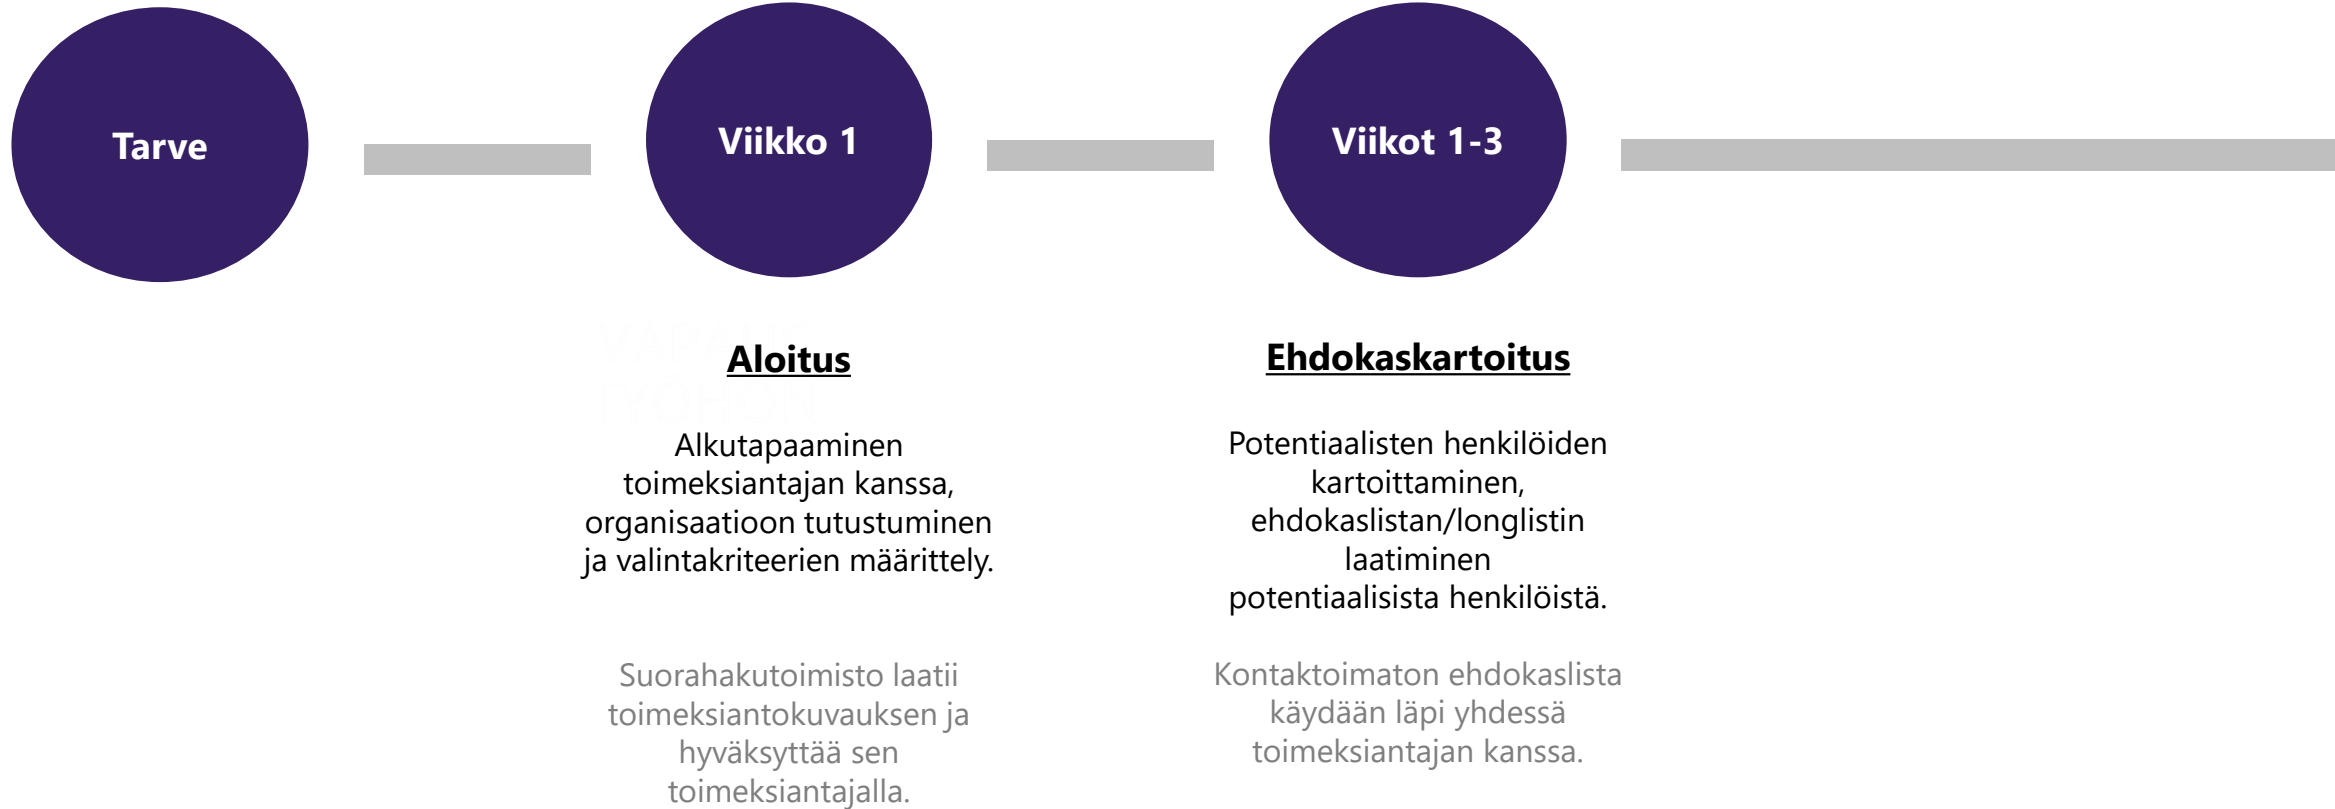 Tarve
Viikko 1
Viikot 1-3
Aloitus
Alkutapaaminen
toimeksiantajan kanssa,
organisaatioon tutustuminen
ja valintakriteerien määrittely.
Suorahakutoimisto laatii
toimeksiantokuvauksen ja
hyväksyttää sen
toimeksiantajalla.
Ehdokaskartoitus
Potentiaalisten henkilöiden
kartoittaminen,
ehdokaslistan/longlistin
laatiminen
potentiaalisista henkilöistä.
Kontaktoimaton ehdokaslista
käydään läpi yhdessä
toimeksiantajan kanssa.